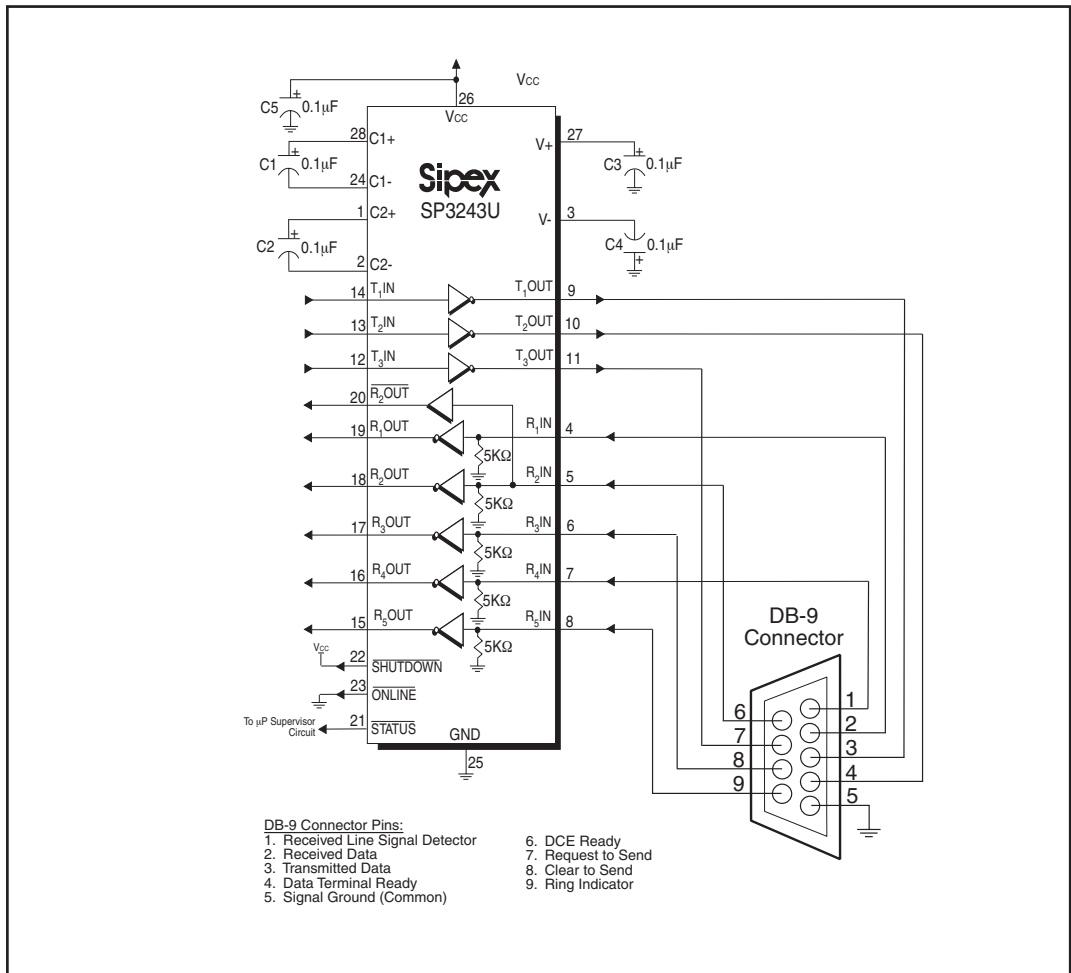 VCC
26
VCC
C5
+
0.1µF
28 C1+
C1
+
0.1µF
24 C1-
1 C2+
C2
+
0.1µF
2 C2-
Sipex
SP3243U
V+ 27
C3
+
0.1µF
V- 3
C4
0.1µF
+
14 T1IN T1OUT 9
13 T2IN T2OUT 10
12 T3IN T3OUT 11
20 R2OUT
19 R1OUT R1IN 4
5KΩ
18 R2OUT R2IN 5
5KΩ
17 R3OUT R3IN 6
5KΩ
16 R4OUT R4IN 7
5KΩ
15 R5OUT R5IN 8
5KΩ
VCC
22 SHUTDOWN
23 ONLINE
To µP Supervisor
Circuit
21 STATUS
GND
25
DB-9
Connector
6
7
8
9
1
2
3
4
5
DB-9 Connector Pins:
1. Received Line Signal Detector
2. Received Data
3. Transmitted Data
4. Data Terminal Ready
5. Signal Ground (Common)
6. DCE Ready
7. Request to Send
8. Clear to Send
9. Ring Indicator